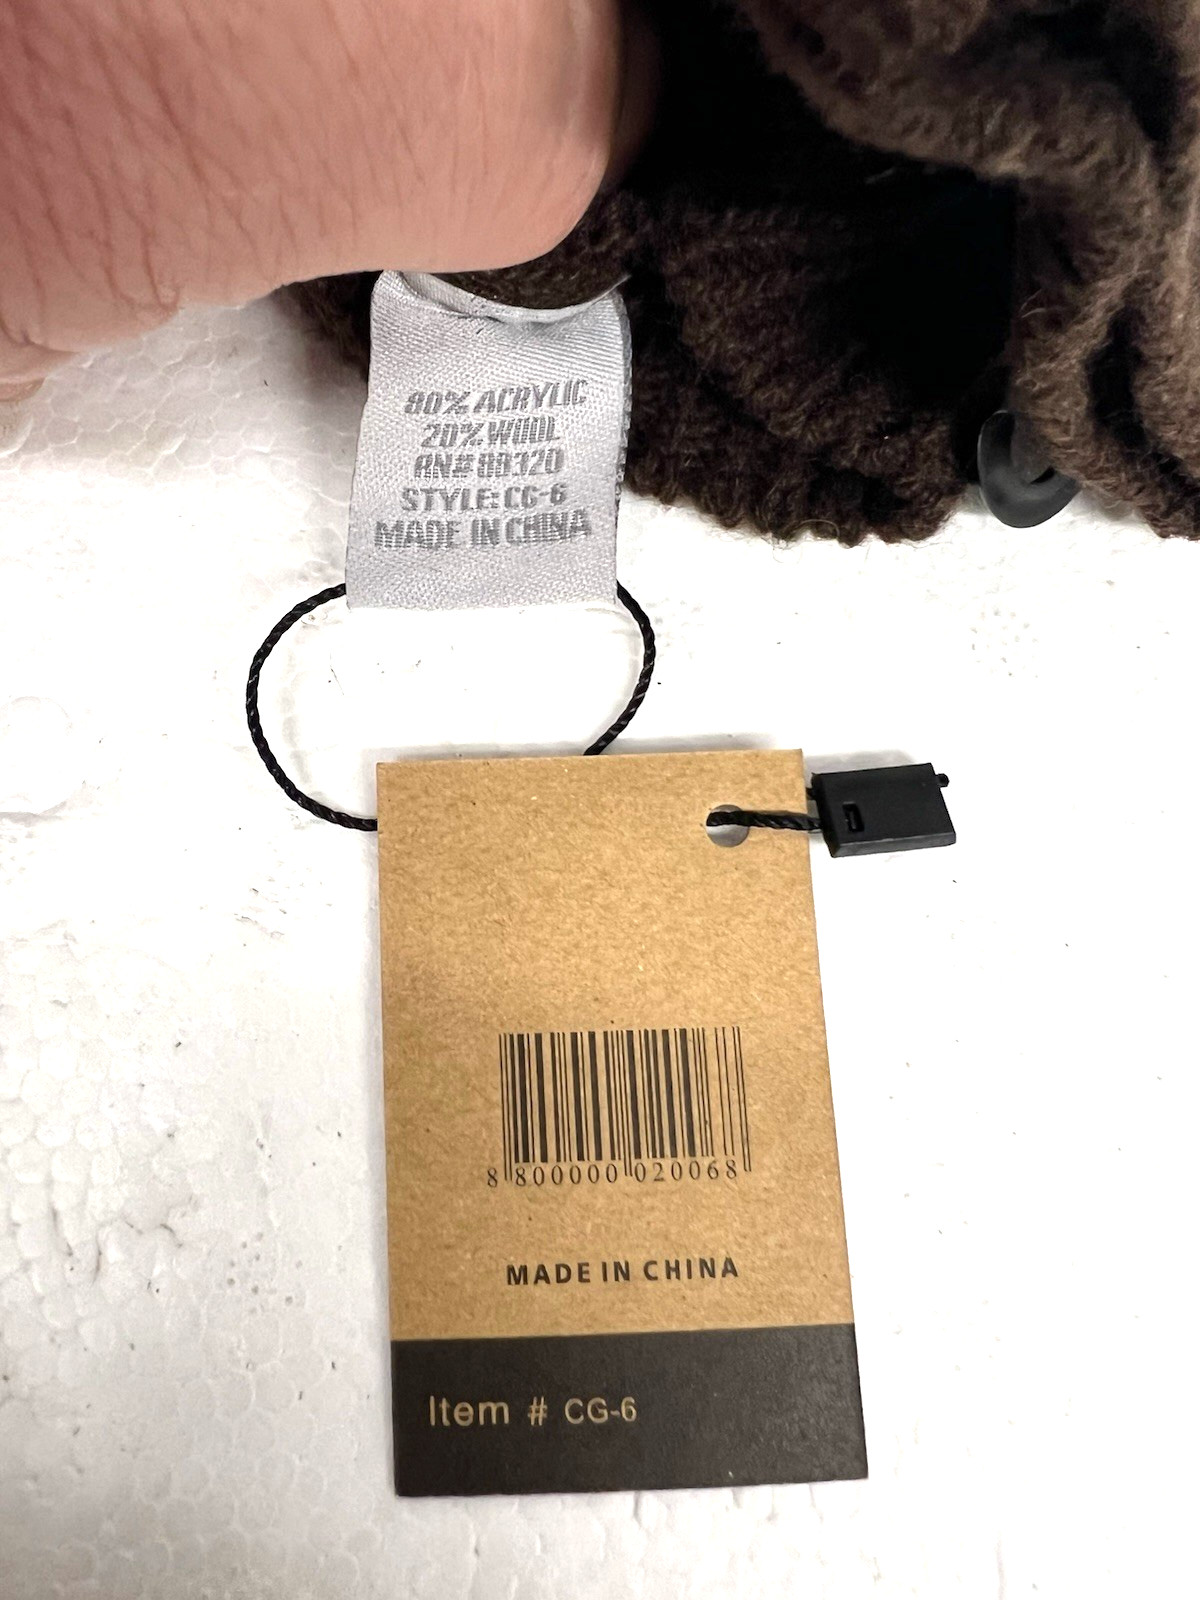 80% ACRYLIC
20% WOOL
RN# 88320
STYLE: CG-6
MADE IN CHINA
8 800000 020068
MADE IN CHINA
Item # CG-6